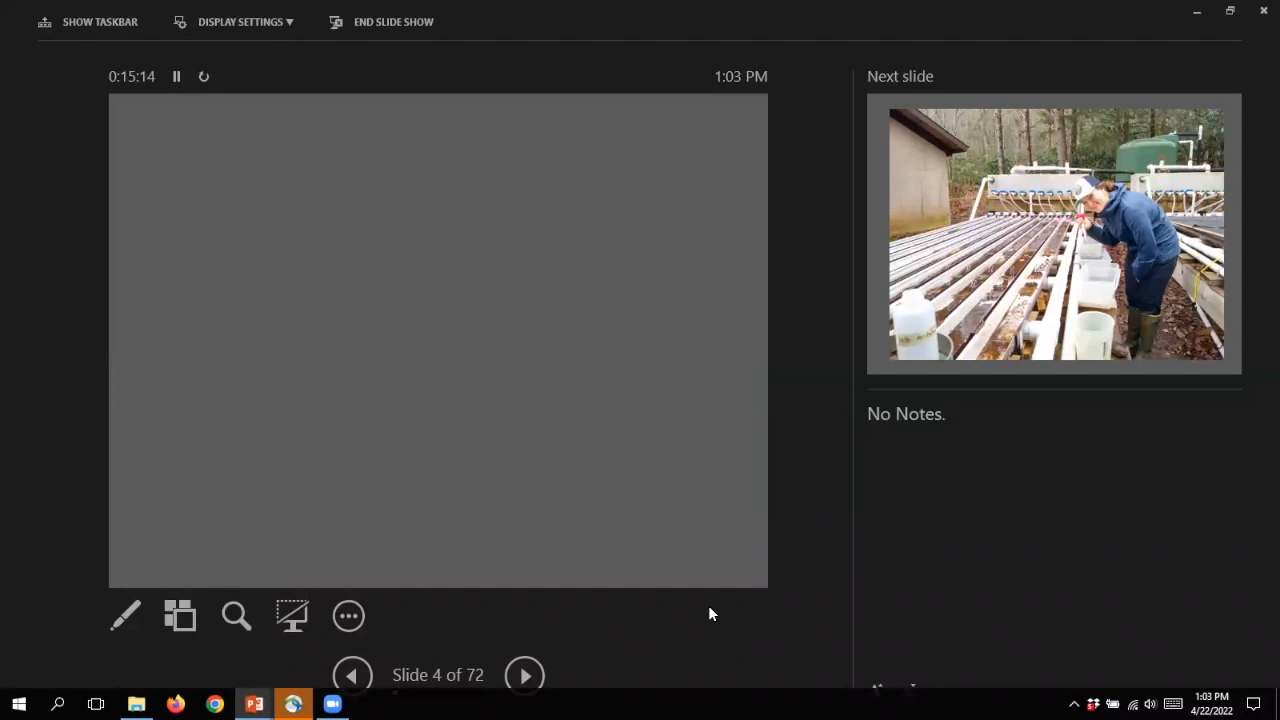 SHOW TASKBAR
DISPLAY SETTINGS
END SLIDE SHOW
0:15:14
1:03 PM
Next slide
No Notes.
Slide 4 of 72
1:03 PM
4/22/2022